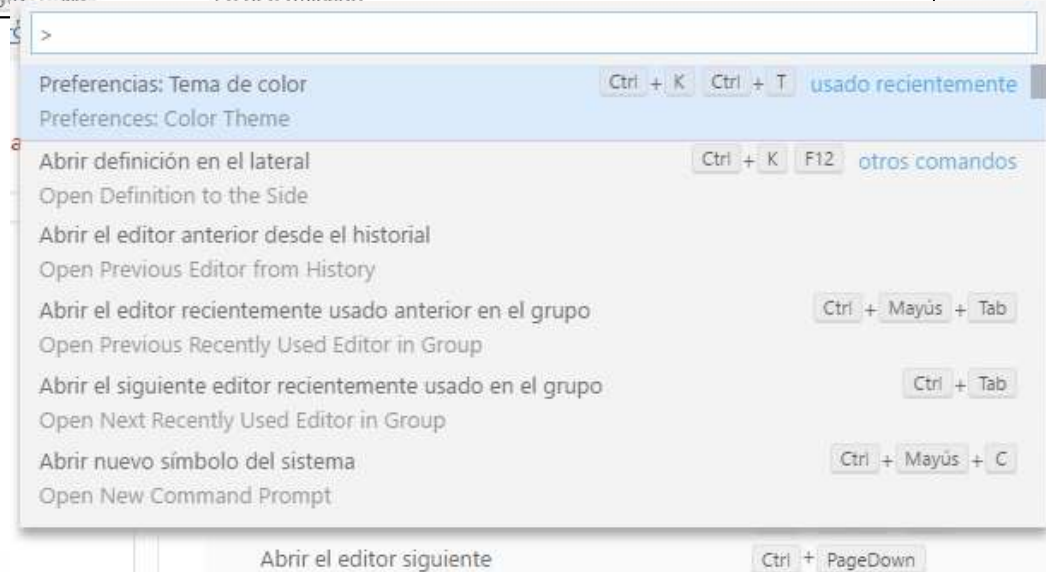 >
Preferencias: Tema de color Ctrl + K Ctrl + T usado recientemente
Preferences: Color Theme
Abrir definición en el lateral Ctrl + K F12 otros comandos
Open Definition to the Side
Abrir el editor anterior desde el historial
Open Previous Editor from History
Abrir el editor recientemente usado anterior en el grupo Ctrl + Mayús + Tab
Open Previous Recently Used Editor in Group
Abrir el siguiente editor recientemente usado en el grupo Ctrl + Tab
Open Next Recently Used Editor in Group
Abrir nuevo símbolo del sistema Ctrl + Mayús + C
Open New Command Prompt
Abrir el editor siguiente Ctrl + PageDown